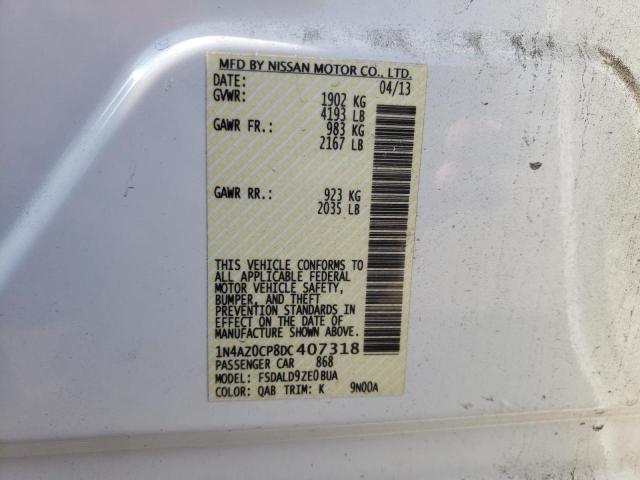 MFD BY NISSAN MOTOR CO., LTD.
DATE: 04/13
GVWR: 1902 KG
4193 LB
GAWR FR.: 983 KG
2167 LB
GAWR RR.: 923 KG
2035 LB
THIS VEHICLE CONFORMS TO
ALL APPLICABLE FEDERAL
MOTOR VEHICLE SAFETY,
BUMPER, AND THEFT
PREVENTION STANDARDS IN
EFFECT ON THE DATE OF
MANUFACTURE SHOWN ABOVE.
1N4AZ0CP8DC407318
PASSENGER CAR 868
MODEL: FSDALD9ZE0BUA
COLOR: QAB TRIM: K 9N00A